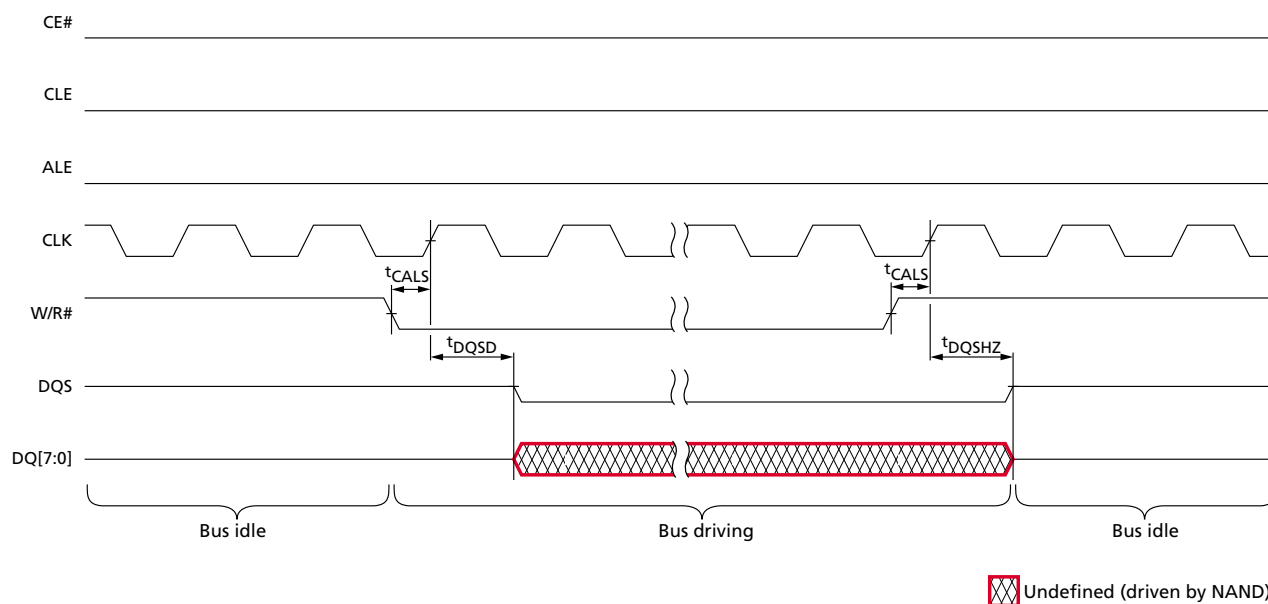 CE#
CLE
ALE
CLK
tCALS tCALS
W/R#
tDQSD tDQSHZ
DQS
DQ[7:0]
Bus idle Bus driving Bus idle
Undefined (driven by NAND)